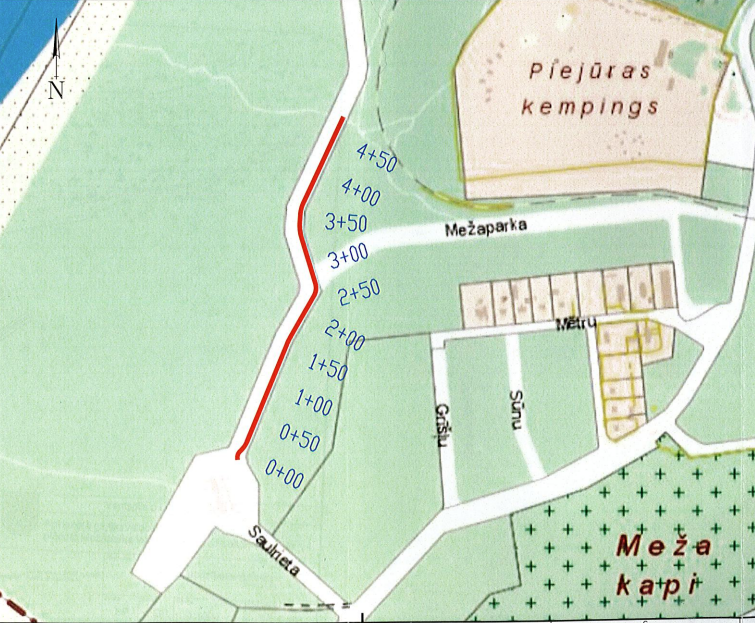 N
Piejūras
kempings
4+50
4+00
3+50
3+00
2+50
2+00
1+50
1+00
0+50
0+00
Mežaparka
Mētru
Grīšļu
Sūnu
Saulrieta
Meža
kapi